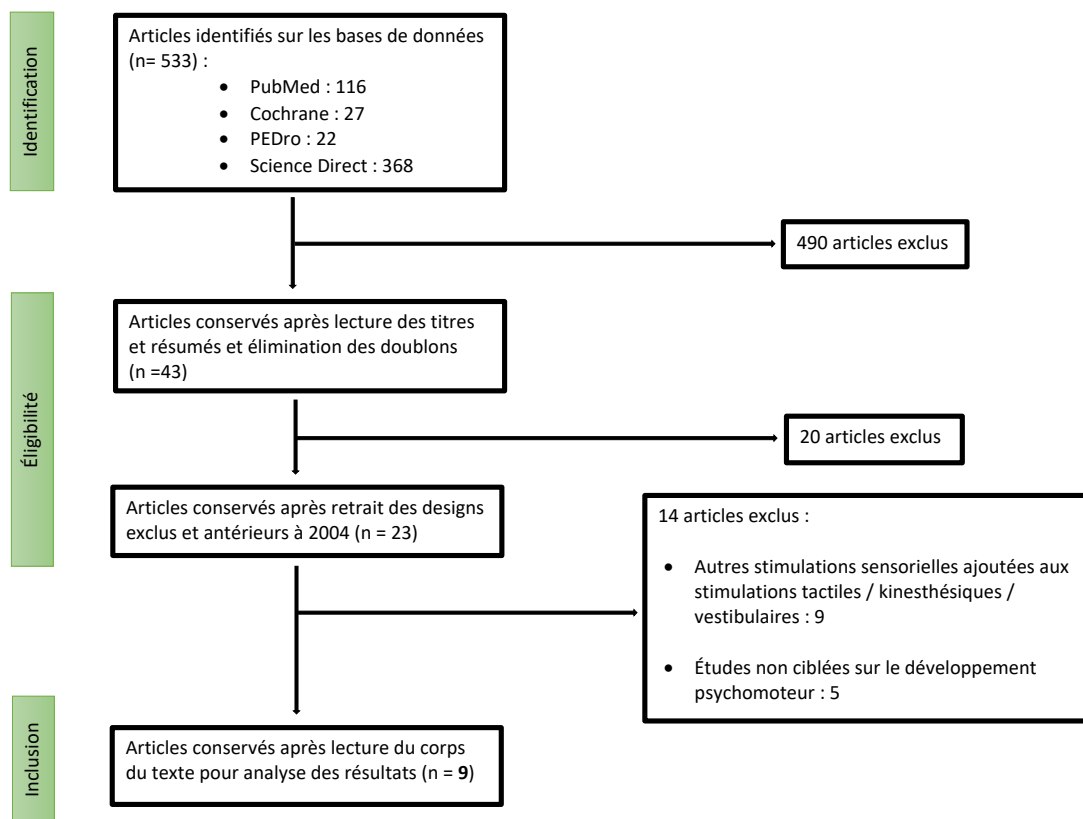 Identification
Articles identifiés sur les bases de données
(n= 533) :
• PubMed : 116
• Cochrane : 27
• PEDro : 22
• Science Direct : 368
490 articles exclus
Éligibilité
Articles conservés après lecture des titres
et résumés et élimination des doublons
(n =43)
20 articles exclus
Articles conservés après retrait des designs
exclus et antérieurs à 2004 (n = 23)
14 articles exclus :
• Autres stimulations sensorielles ajoutées aux
stimulations tactiles / kinesthésiques /
vestibulaires : 9
• Études non ciblées sur le développement
psychomoteur : 5
Inclusion
Articles conservés après lecture du corps
du texte pour analyse des résultats (n = 9)